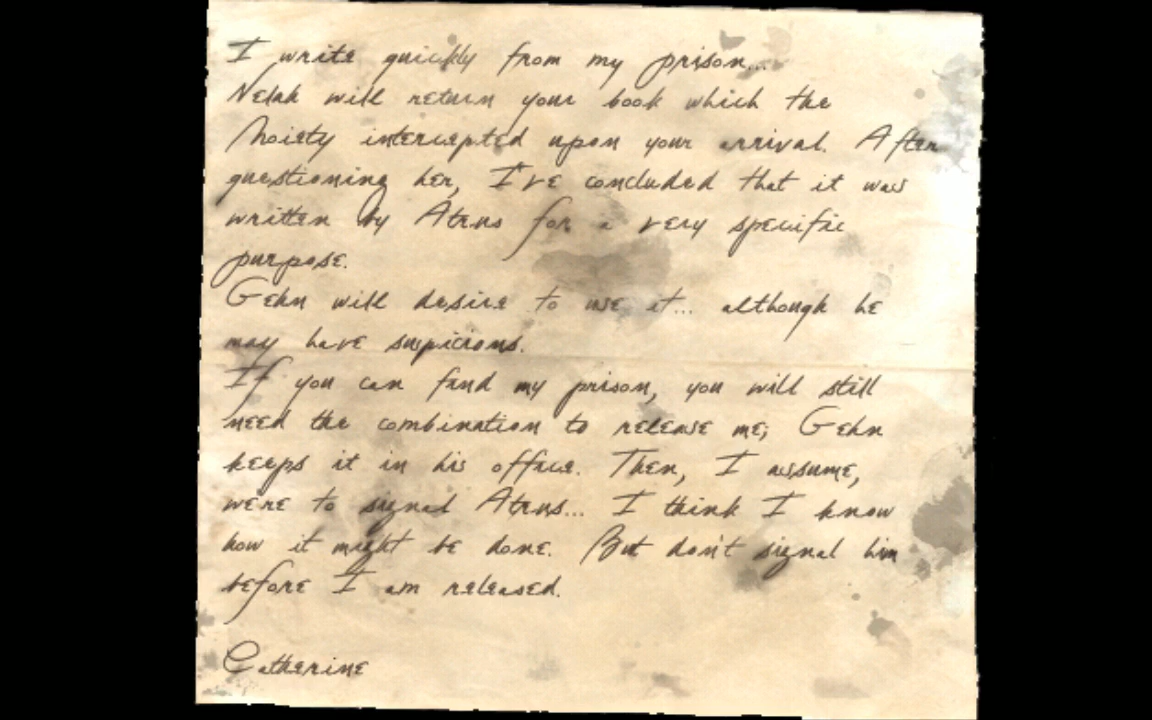 I write quickly from my prison...
Nelah will return your book which the
Moiety intercepted upon your arrival. After
questioning her, I've concluded that it was
written by Atrus for a very specific
purpose.
Gehn will desire to use it... although he
may have suspicions.
If you can find my prison, you will still
need the combination to release me; Gehn
keeps it in his office. Then, I assume,
we're to signal Atrus... I think I know
how it might be done. But don't signal him
before I am released.
Catherine